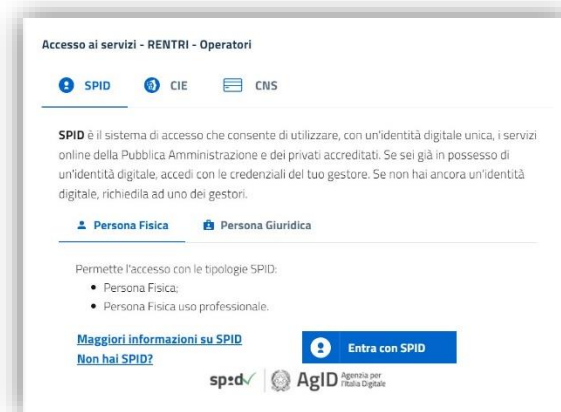 Accesso ai servizi - RENTRI - Operatori
SPID CIE CNS
SPID è il sistema di accesso che consente di utilizzare, con un'identità digitale unica, i servizi
online della Pubblica Amministrazione e dei privati accreditati. Se sei già in possesso di
un'identità digitale, accedi con le credenziali del tuo gestore. Se non hai ancora un'identità
digitale, richiedila ad uno dei gestori.
Persona Fisica Persona Giuridica
Permette l'accesso con le tipologie SPID:
• Persona Fisica;
• Persona Fisica uso professionale.
Maggiori informazioni su SPID
Entra con SPID
Non hai SPID?
sp:d AgID Agenzia per
l'Italia Digitale